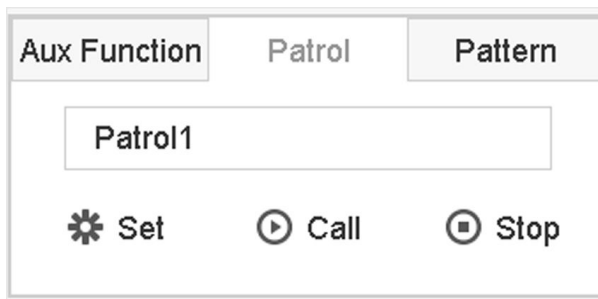 Aux Function Patrol Pattern
Patrol1
Set Call Stop